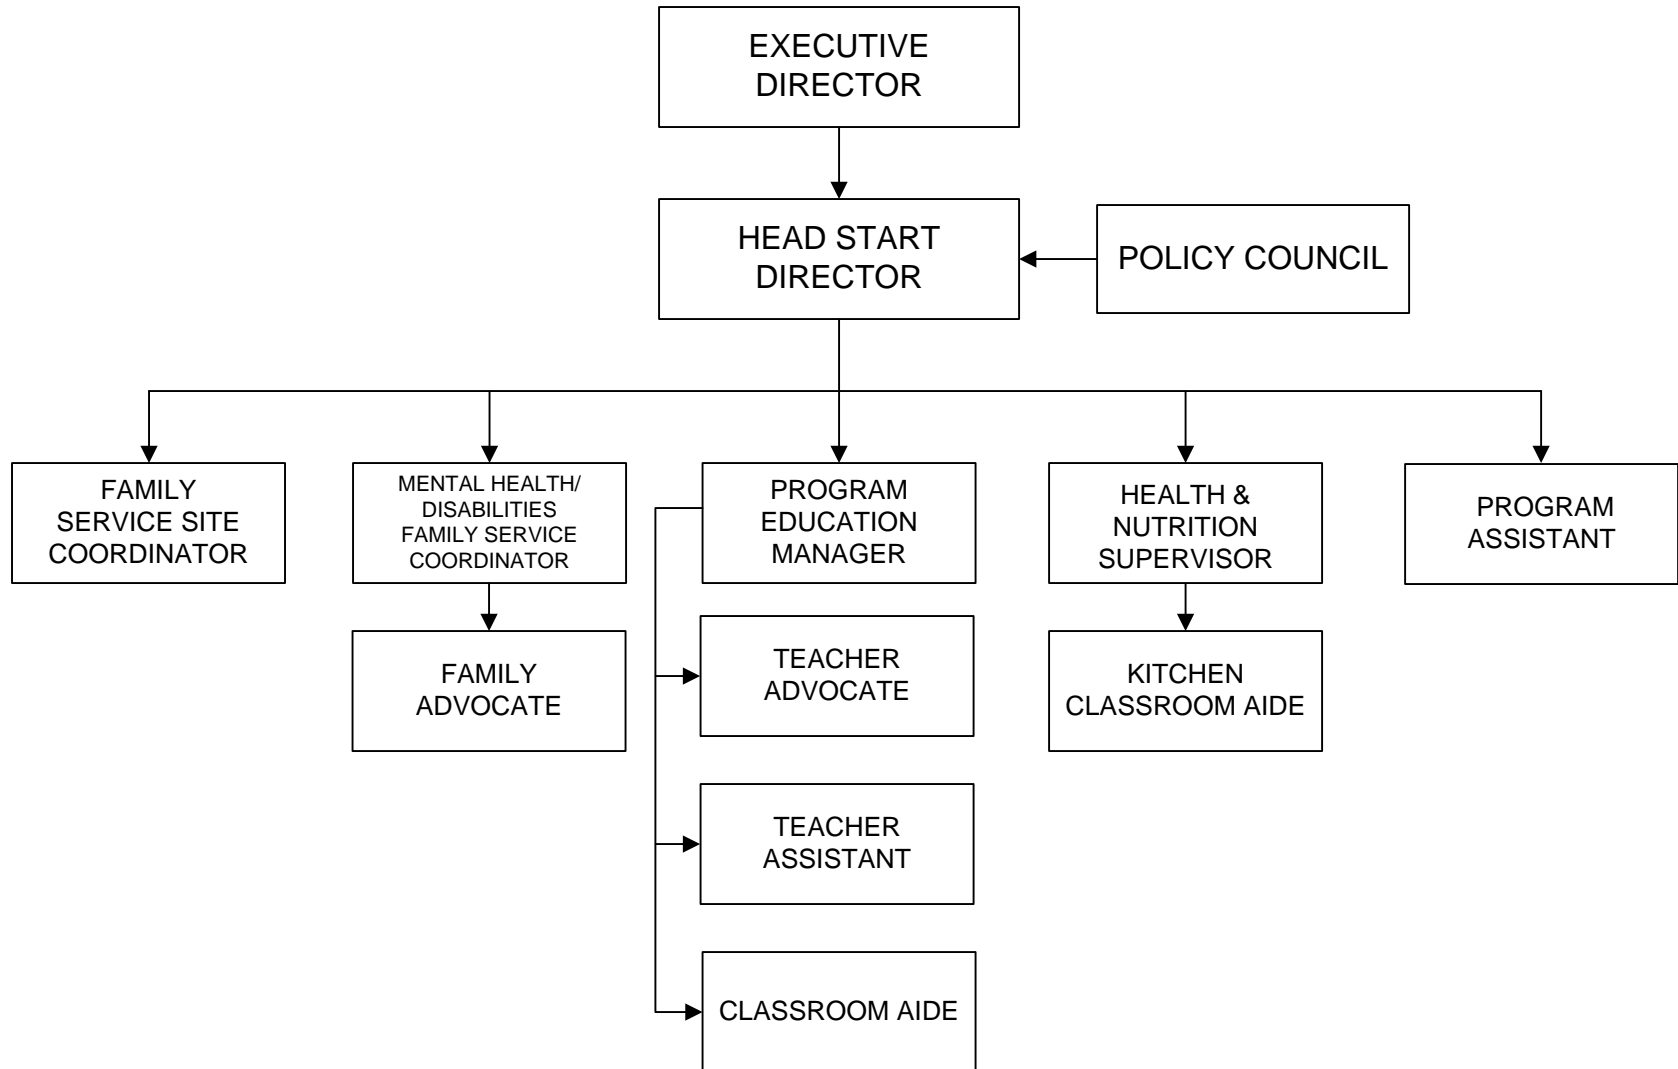 EXECUTIVE
DIRECTOR
HEAD START
DIRECTOR
POLICY COUNCIL
FAMILY
SERVICE SITE
COORDINATOR
MENTAL HEALTH/
DISABILITIES
FAMILY SERVICE
COORDINATOR
PROGRAM
EDUCATION
MANAGER
HEALTH &
NUTRITION
SUPERVISOR
PROGRAM
ASSISTANT
FAMILY
ADVOCATE
TEACHER
ADVOCATE
KITCHEN
CLASSROOM AIDE
TEACHER
ASSISTANT
CLASSROOM AIDE